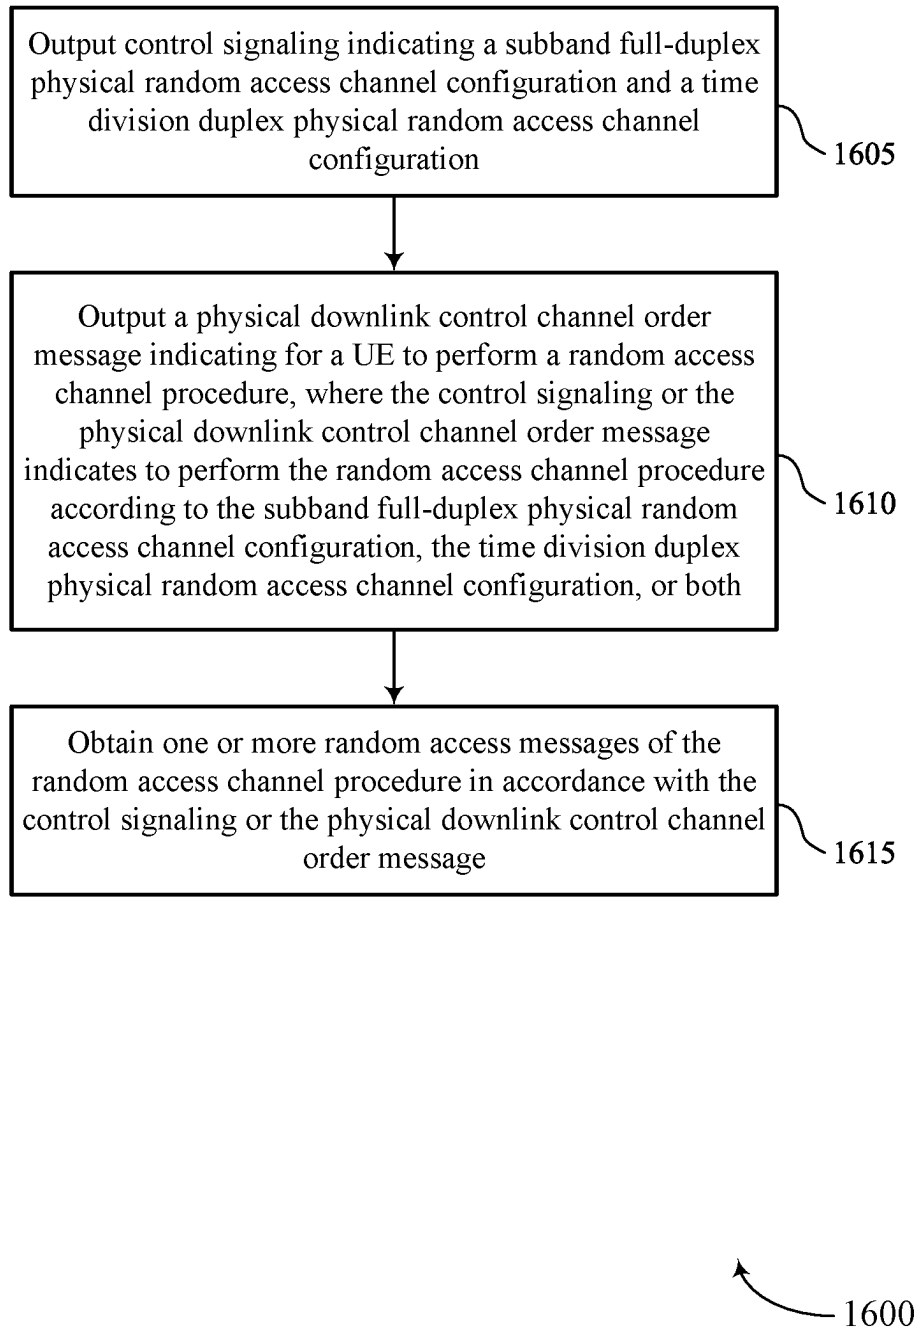 Output control signaling indicating a subband full-duplex
physical random access channel configuration and a time
division duplex physical random access channel
configuration
1605
Output a physical downlink control channel order
message indicating for a UE to perform a random access
channel procedure, where the control signaling or the
physical downlink control channel order message
indicates to perform the random access channel procedure
according to the subband full-duplex physical random
access channel configuration, the time division duplex
physical random access channel configuration, or both
1610
Obtain one or more random access messages of the
random access channel procedure in accordance with the
control signaling or the physical downlink control channel
order message
1615
1600